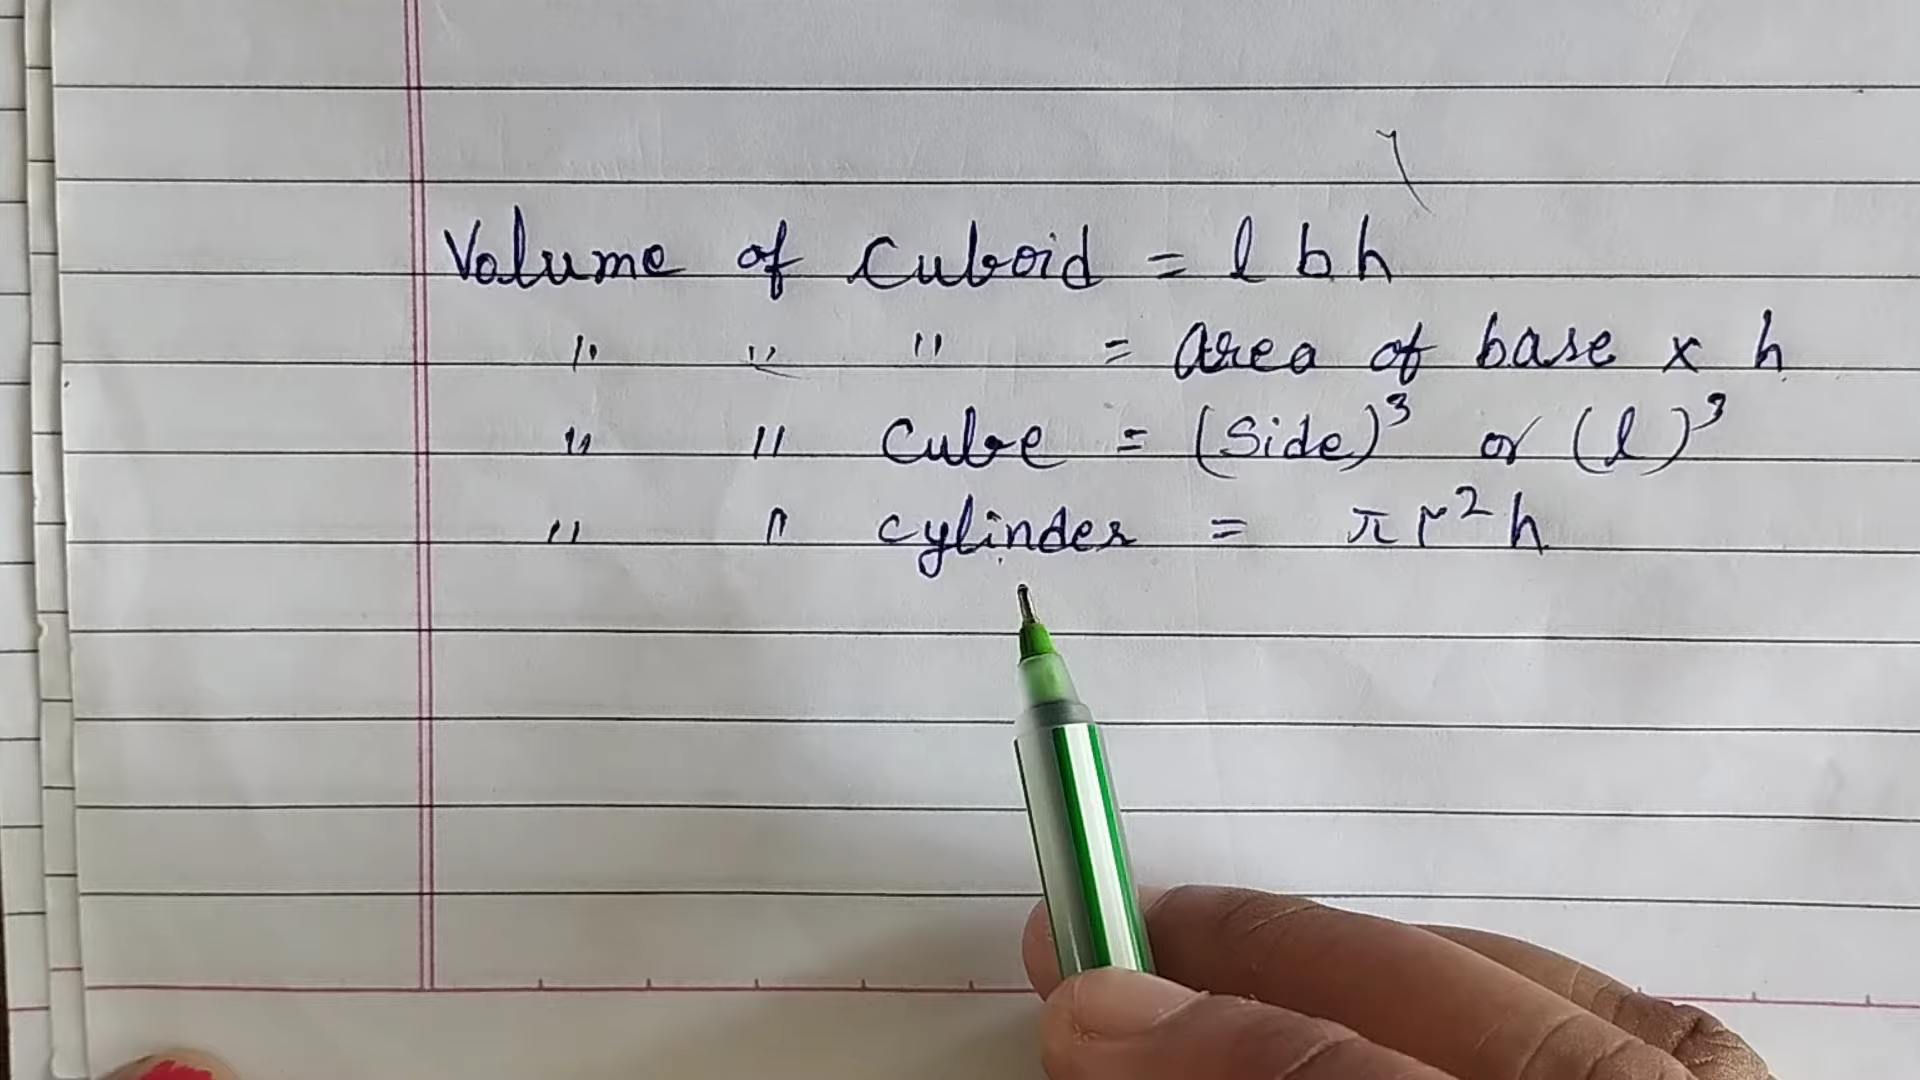 Volume of Cuboid = l b h
" " " = Area of base x h
" " Cube = (Side)³ or (l)³
" " cylinder = πr²h